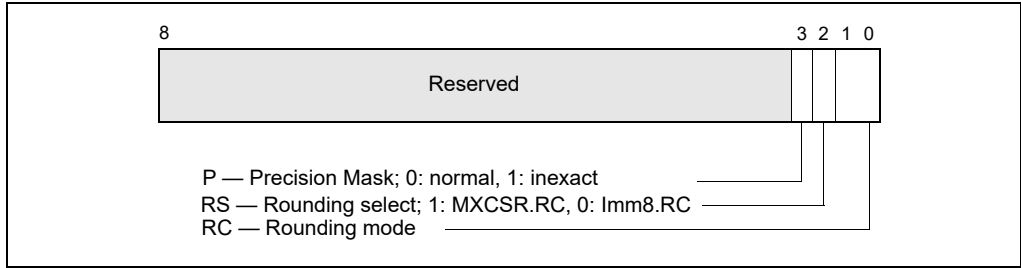 8 3 2 1 0
Reserved
P — Precision Mask; 0: normal, 1: inexact
RS — Rounding select; 1: MXCSR.RC, 0: Imm8.RC
RC — Rounding mode